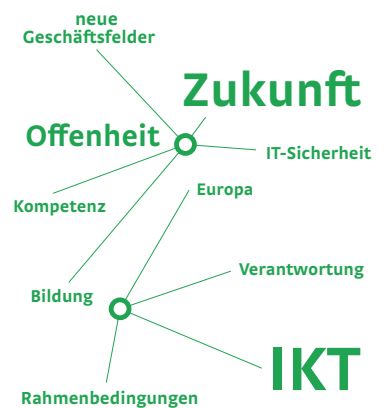 neue
Geschäftsfelder
Zukunft
Offenheit
IT-Sicherheit
Europa
Kompetenz
Verantwortung
Bildung
IKT
Rahmenbedingungen